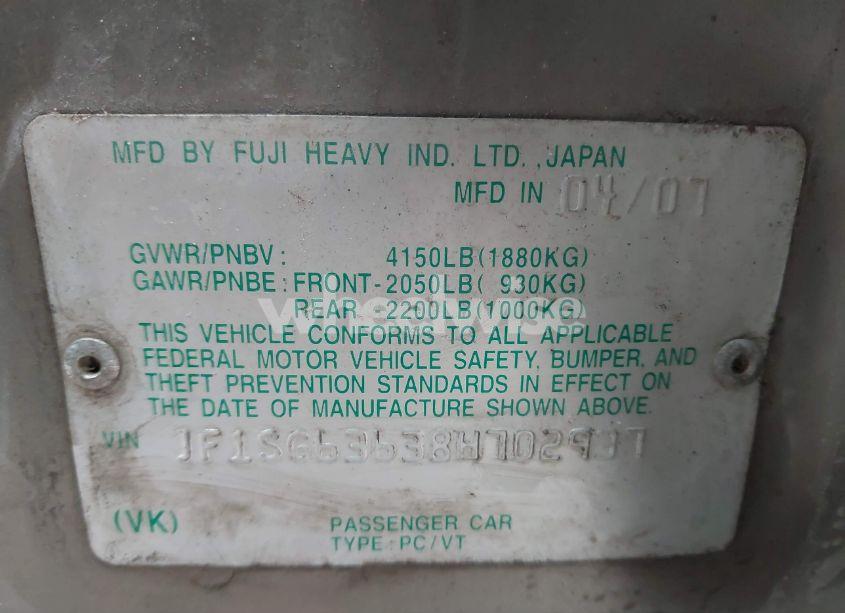 MFD BY FUJI HEAVY IND. LTD. ,JAPAN
MFD IN 04/07
GVWR/PNBV : 4150LB(1880KG)
GAWR/PNBE : FRONT-2050LB( 930KG)
REAR -2200LB(1000KG)
wheelwise
THIS VEHICLE CONFORMS TO ALL APPLICABLE
FEDERAL MOTOR VEHICLE SAFETY, BUMPER, AND
THEFT PREVENTION STANDARDS IN EFFECT ON
THE DATE OF MANUFACTURE SHOWN ABOVE.
VIN JF1SG63638H702937
(VK) PASSENGER CAR
TYPE : PC/VT